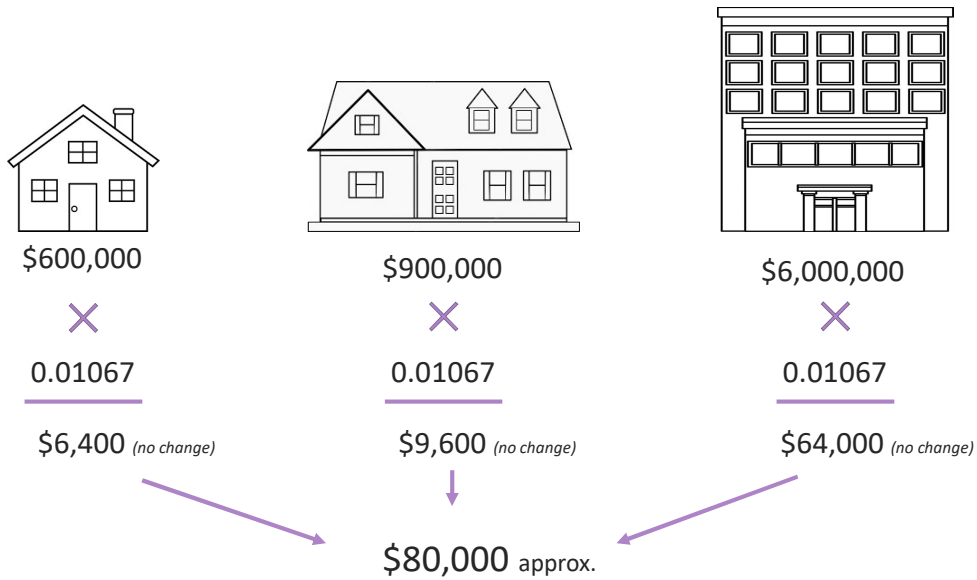 $600,000
$900,000
$6,000,000
×
×
×
0.01067
0.01067
0.01067
$6,400 (no change)
$9,600 (no change)
$64,000 (no change)
$80,000 approx.